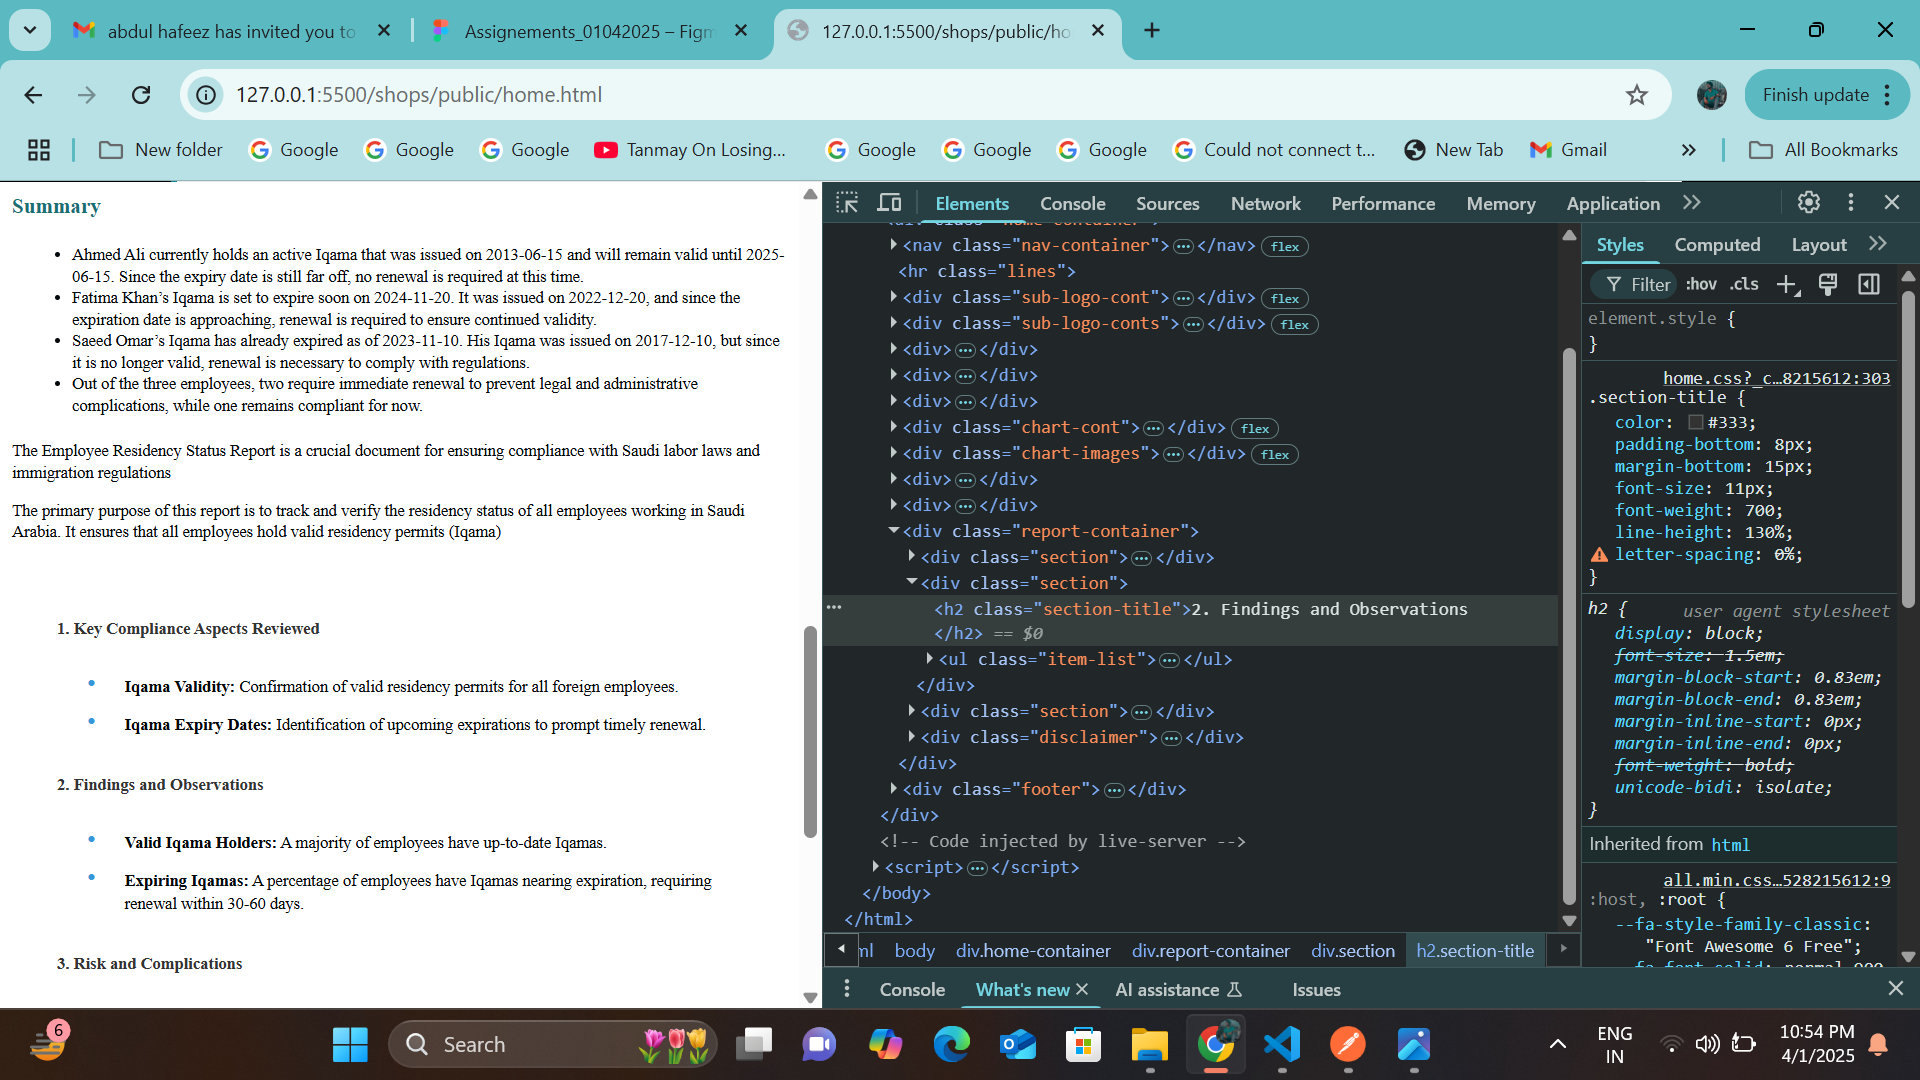 abdul hafeez has invited you to
Assignements_01042025 – Figm
127.0.0.1:5500/shops/public/ho
127.0.0.1:5500/shops/public/home.html
Finish update
New folder
Google
Google
Google
Tanmay On Losing...
Google
Google
Google
Could not connect t...
New Tab
Gmail
All Bookmarks
Summary
• Ahmed Ali currently holds an active Iqama that was issued on 2013-06-15 and will remain valid until 2025-
06-15. Since the expiry date is still far off, no renewal is required at this time.
• Fatima Khan’s Iqama is set to expire soon on 2024-11-20. It was issued on 2022-12-20, and since the
expiration date is approaching, renewal is required to ensure continued validity.
• Saeed Omar’s Iqama has already expired as of 2023-11-10. His Iqama was issued on 2017-12-10, but since
it is no longer valid, renewal is necessary to comply with regulations.
• Out of the three employees, two require immediate renewal to prevent legal and administrative
complications, while one remains compliant for now.
The Employee Residency Status Report is a crucial document for ensuring compliance with Saudi labor laws and
immigration regulations
The primary purpose of this report is to track and verify the residency status of all employees working in Saudi
Arabia. It ensures that all employees hold valid residency permits (Iqama)
1. Key Compliance Aspects Reviewed
• Iqama Validity: Confirmation of valid residency permits for all foreign employees.
• Iqama Expiry Dates: Identification of upcoming expirations to prompt timely renewal.
2. Findings and Observations
• Valid Iqama Holders: A majority of employees have up-to-date Iqamas.
• Expiring Iqamas: A percentage of employees have Iqamas nearing expiration, requiring
renewal within 30-60 days.
3. Risk and Complications
Elements Console Sources Network Performance Memory Application
<nav class="nav-container">…</nav> flex
<hr class="lines">
<div class="sub-logo-cont">…</div> flex
<div class="sub-logo-conts">…</div> flex
<div>…</div>
<div>…</div>
<div>…</div>
<div class="chart-cont">…</div> flex
<div class="chart-images">…</div> flex
<div>…</div>
<div>…</div>
<div class="report-container">
<div class="section">…</div>
<div class="section">
<h2 class="section-title">2. Findings and Observations
</h2> == $0
<ul class="item-list">…</ul>
</div>
<div class="section">…</div>
<div class="disclaimer">…</div>
</div>
<div class="footer">…</div>
</div>
<!-- Code injected by live-server -->
<script>…</script>
</body>
</html>
ml body div.home-container div.report-container div.section h2.section-title
Styles Computed Layout
Filter :hov .cls
element.style {
}
home.css?_c…8215612:303
.section-title {
color: #333;
padding-bottom: 8px;
margin-bottom: 15px;
font-size: 11px;
font-weight: 700;
line-height: 130%;
letter-spacing: 0%;
}
h2 { user agent stylesheet
display: block;
font-size: 1.5em;
margin-block-start: 0.83em;
margin-block-end: 0.83em;
margin-inline-start: 0px;
margin-inline-end: 0px;
font-weight: bold;
unicode-bidi: isolate;
}
Inherited from html
all.min.css…528215612:9
:host, :root {
--fa-style-family-classic:
"Font Awesome 6 Free";
Console What's new AI assistance Issues
6
Search
ENG
IN
10:54 PM
4/1/2025